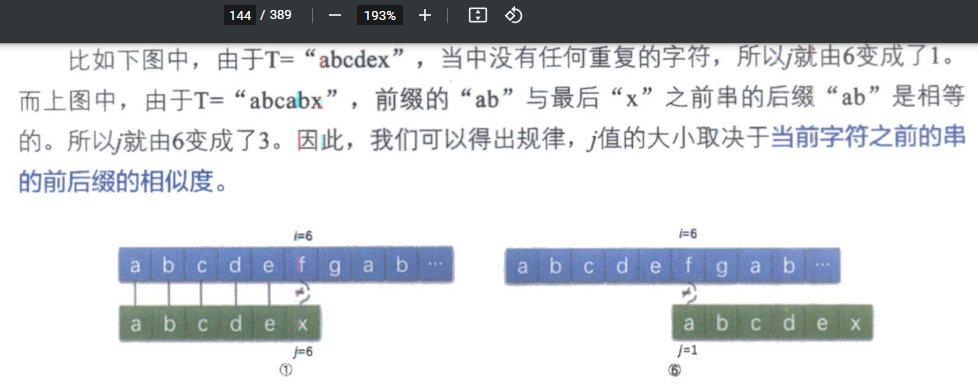 144 / 389 193%
比如下图中，由于T= “abcdex” ，当中没有任何重复的字符，所以j就由6变成了1。
而上图中，由于T= “abcabx” ，前缀的 “ab” 与最后 “x” 之前串的后缀 “ab” 是相等
的。所以j就由6变成了3。因此，我们可以得出规律，j值的大小取决于当前字符之前的串
的前后缀的相似度。
i=6
a b c d e f g a b …
≠
a b c d e x
j=6
①
i=6
a b c d e f g a b …
≠
a b c d e x
j=1
⑥